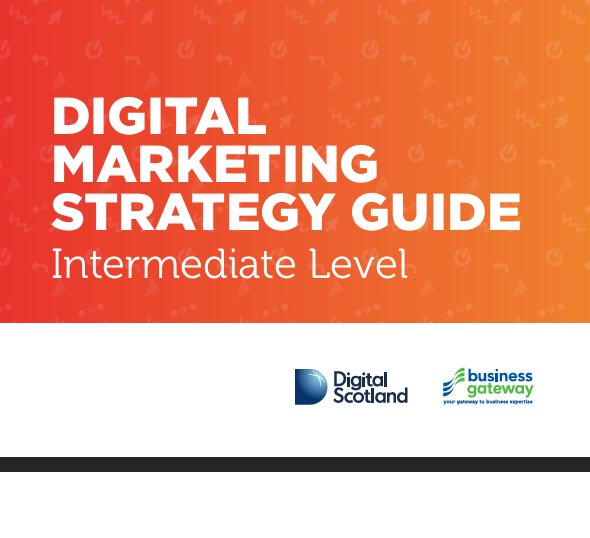 DIGITAL
MARKETING
STRATEGY GUIDE
Intermediate Level
Digital
Scotland
business
gateway
your gateway to business expertise